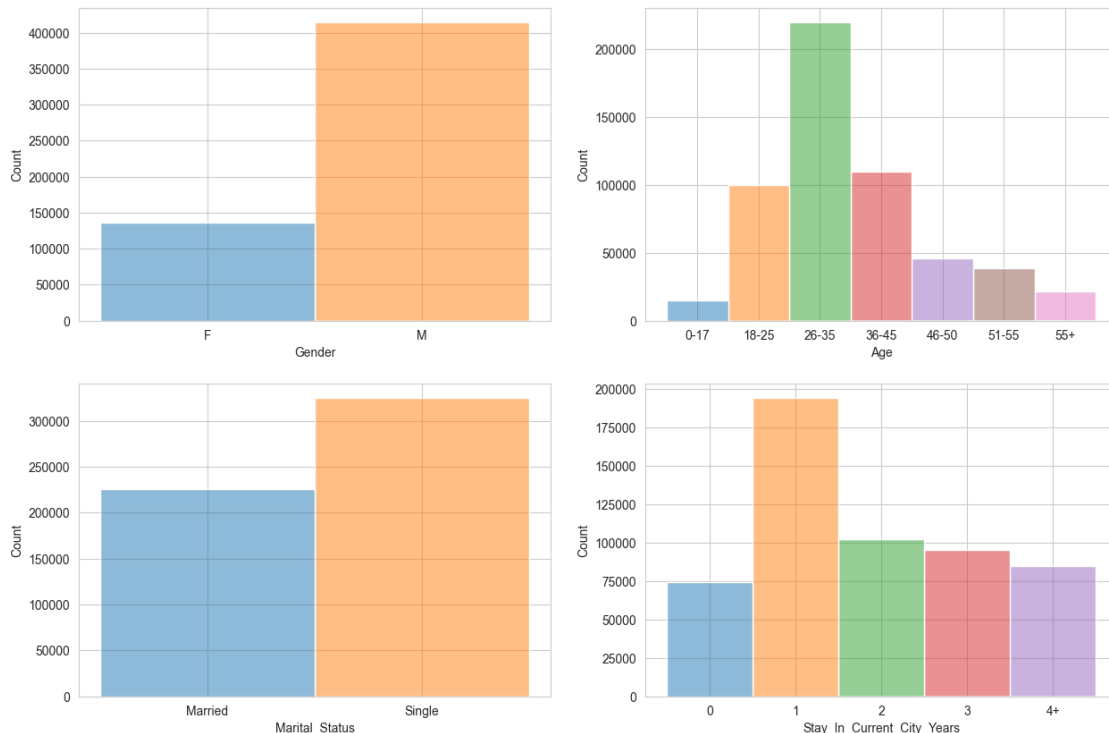 400000
350000
300000
250000
200000
150000
100000
50000
0
Count
F M
Gender
200000
150000
100000
50000
0
Count
0-17 18-25 26-35 36-45 46-50 51-55 55+
Age
300000
250000
200000
150000
100000
50000
0
Count
Married Single
Marital_Status
200000
175000
150000
125000
100000
75000
50000
25000
0
Count
0 1 2 3 4+
Stay_In_Current_City_Years